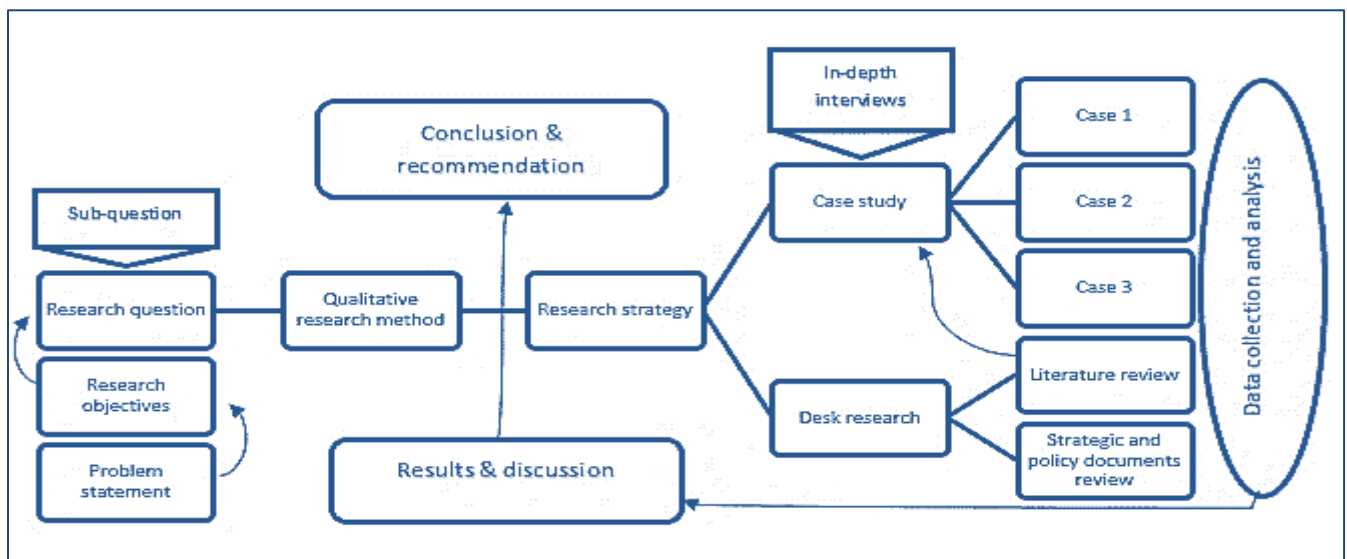 In-depth
interviews
Case 1
Conclusion &
recommendation
Sub-question
Case study
Case 2
Data collection and analysis
Research question
Qualitative
research method
Research strategy
Case 3
Research
objectives
Literature review
Desk research
Problem
statement
Results & discussion
Strategic and
policy documents
review